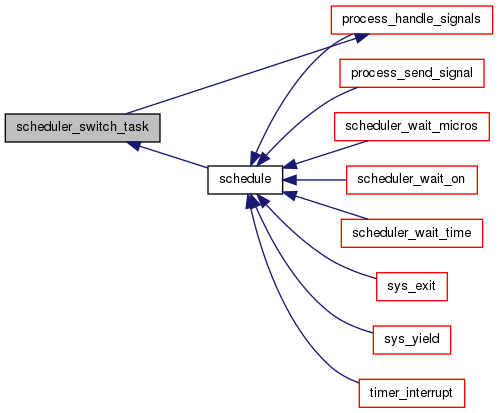 process_handle_signals
process_send_signal
scheduler_switch_task
scheduler_wait_micros
schedule
scheduler_wait_on
scheduler_wait_time
sys_exit
sys_yield
timer_interrupt